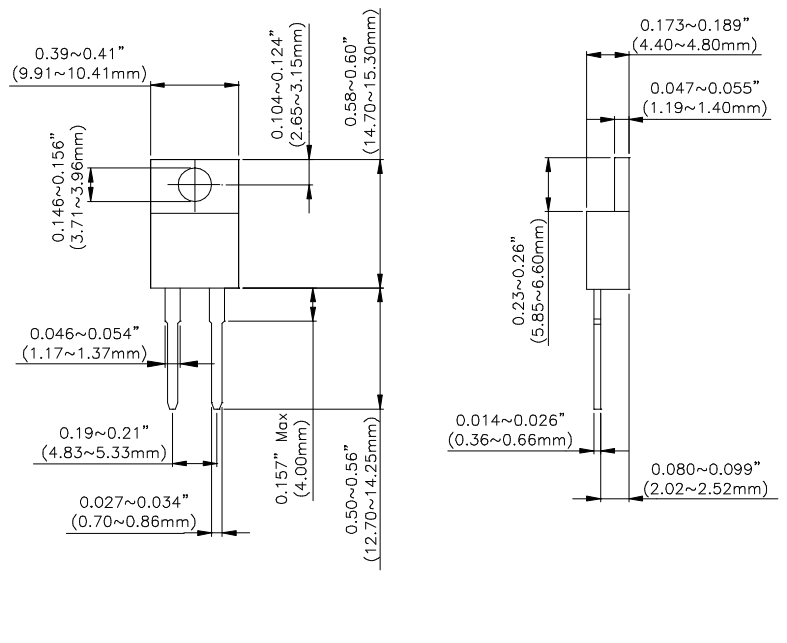 0.39~0.41”
(9.91~10.41mm)
0.104~0.124”
(2.65~3.15mm)
0.58~0.60”
(14.70~15.30mm)
0.146~0.156”
(3.71~3.96mm)
0.046~0.054”
(1.17~1.37mm)
0.19~0.21”
(4.83~5.33mm)
0.027~0.034”
(0.70~0.86mm)
0.157” Max
(4.00mm)
0.50~0.56”
(12.70~14.25mm)
0.173~0.189”
(4.40~4.80mm)
0.047~0.055”
(1.19~1.40mm)
0.23~0.26”
(5.85~6.60mm)
0.014~0.026”
(0.36~0.66mm)
0.080~0.099”
(2.02~2.52mm)